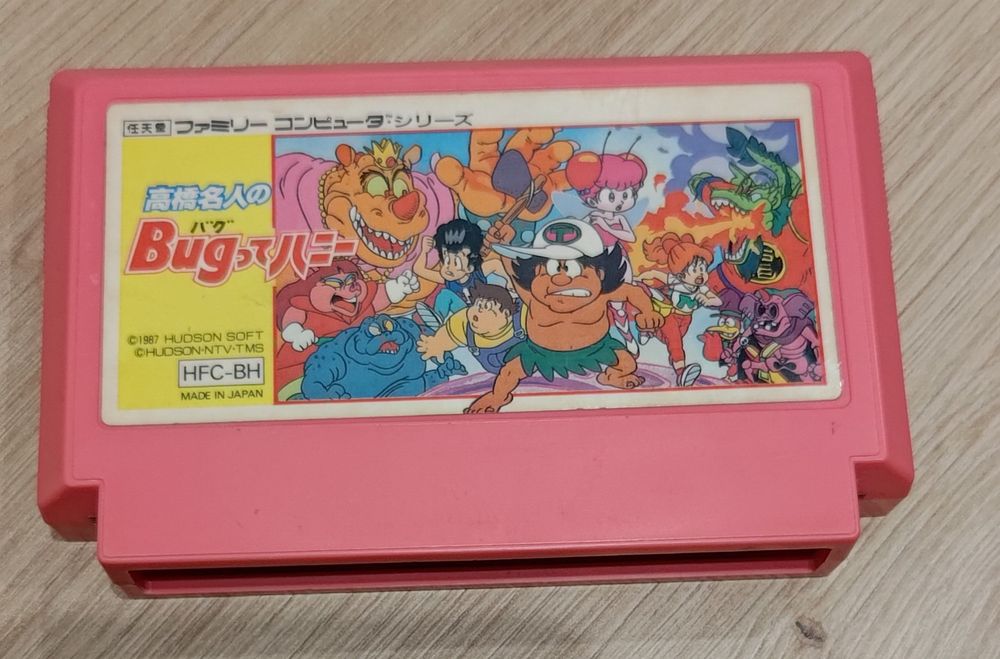 任天堂 ファミリー コンピュータ™シリーズ
高橋名人の
バグ
Bugってハニー
©1987 HUDSON SOFT
©HUDSON·NTV·TMS
HFC-BH
MADE IN JAPAN
T